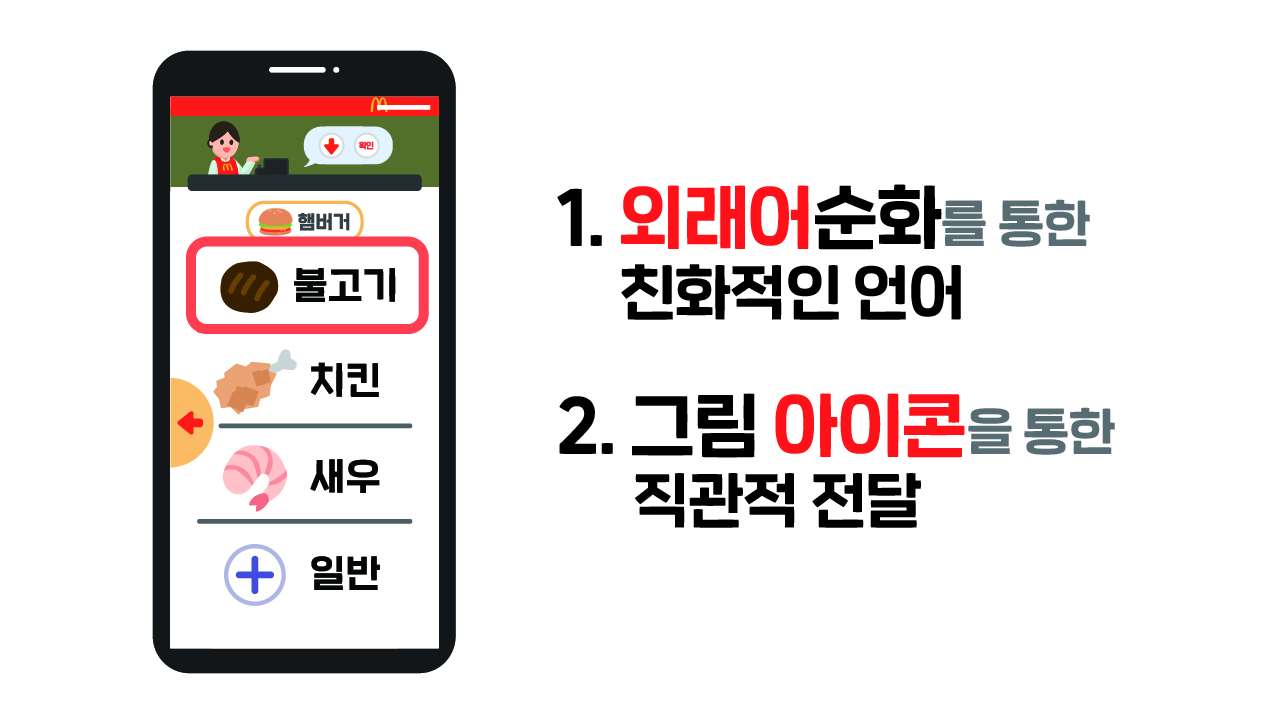 확인
햄버거
불고기
치킨
새우
일반
1. 외래어순화를 통한
친화적인 언어
2. 그림 아이콘을 통한
직관적 전달